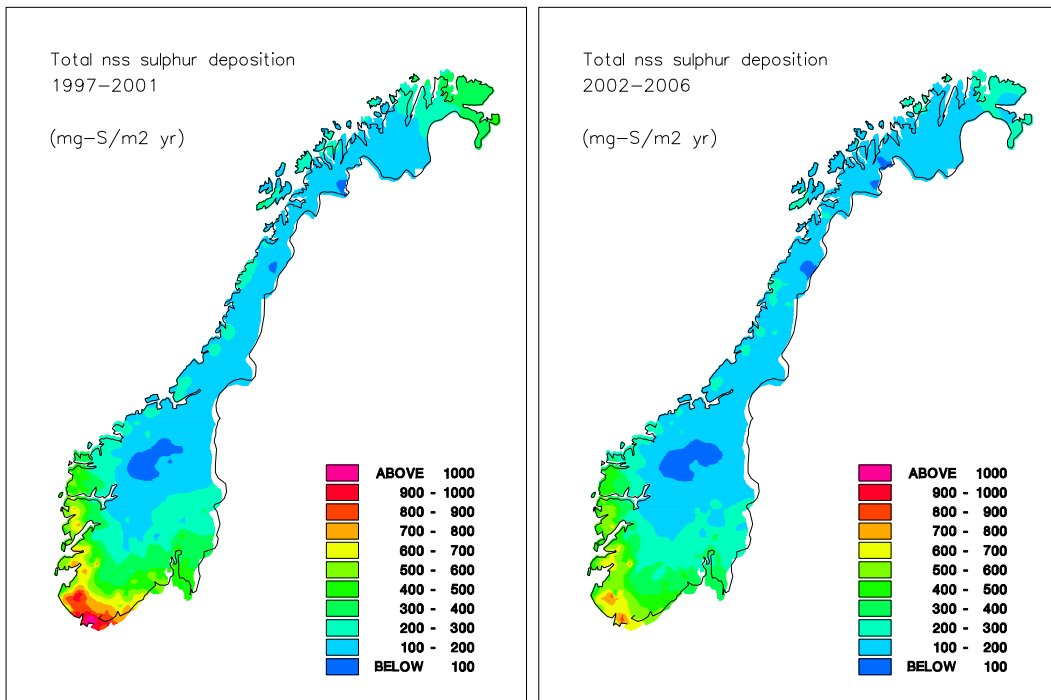 Total nss sulphur deposition
1997-2001
(mg-S/m2 yr)
ABOVE 1000
900 - 1000
800 - 900
700 - 800
600 - 700
500 - 600
400 - 500
300 - 400
200 - 300
100 - 200
BELOW 100
Total nss sulphur deposition
2002-2006
(mg-S/m2 yr)
ABOVE 1000
900 - 1000
800 - 900
700 - 800
600 - 700
500 - 600
400 - 500
300 - 400
200 - 300
100 - 200
BELOW 100